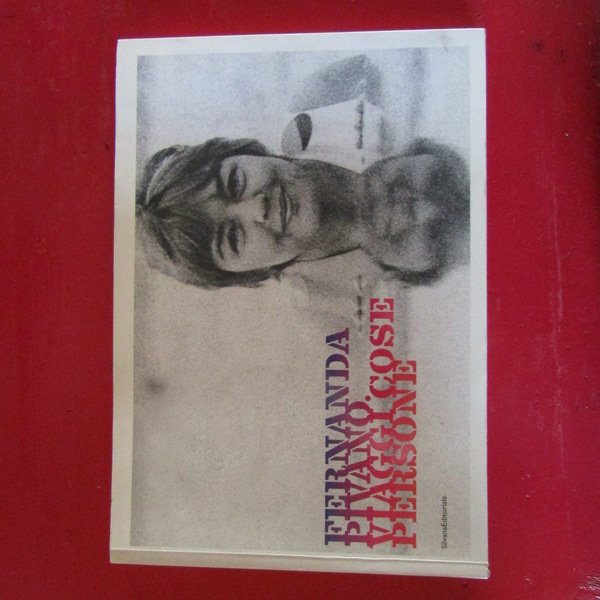 FERNANDA
PIVANO.
VIAGGI COSE
PERSONE
SilvanaEditoriale